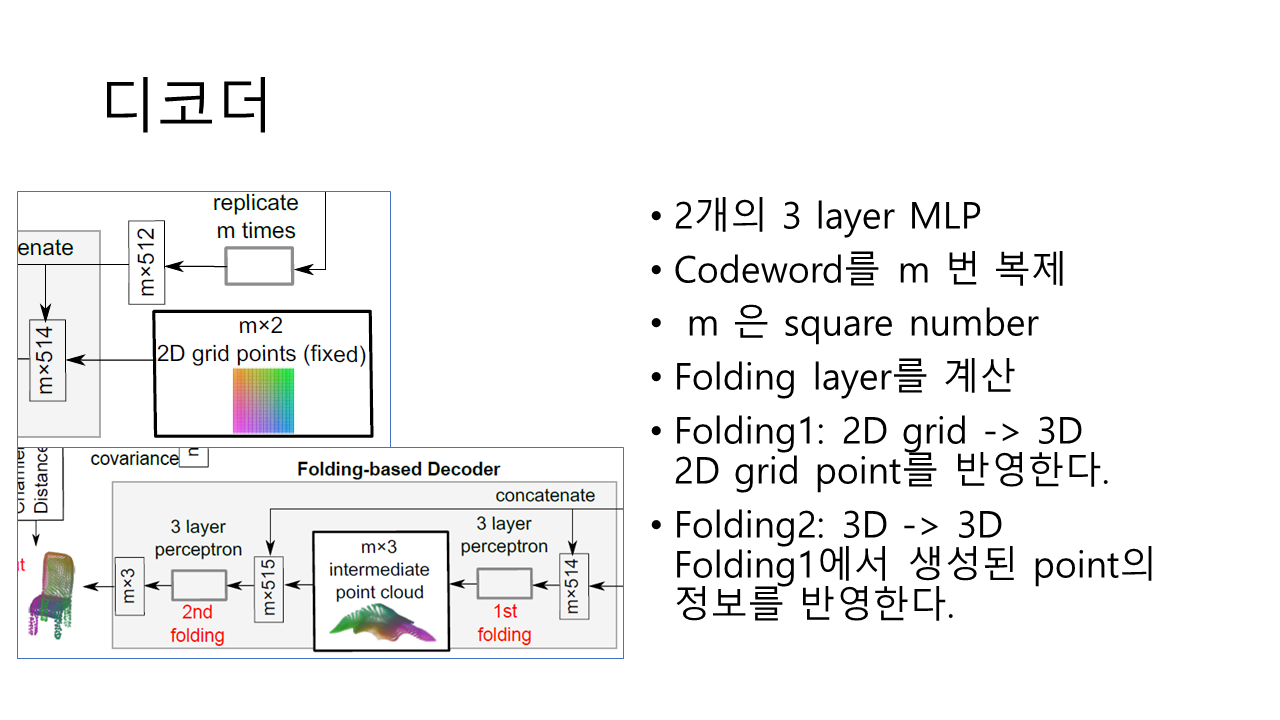 디코더
replicate
m times
m×512
enate
m×514
m×2
2D grid points (fixed)
covariance
n
Distance
Folding-based Decoder
concatenate
3 layer
perceptron
3 layer
perceptron
m×3
m×3
intermediate
point cloud
m×515
m×514
2nd
folding
1st
folding
• 2개의 3 layer MLP
• Codeword를 m 번 복제
• m 은 square number
• Folding layer를 계산
• Folding1: 2D grid -> 3D
2D grid point를 반영한다.
• Folding2: 3D -> 3D
Folding1에서 생성된 point의
정보를 반영한다.